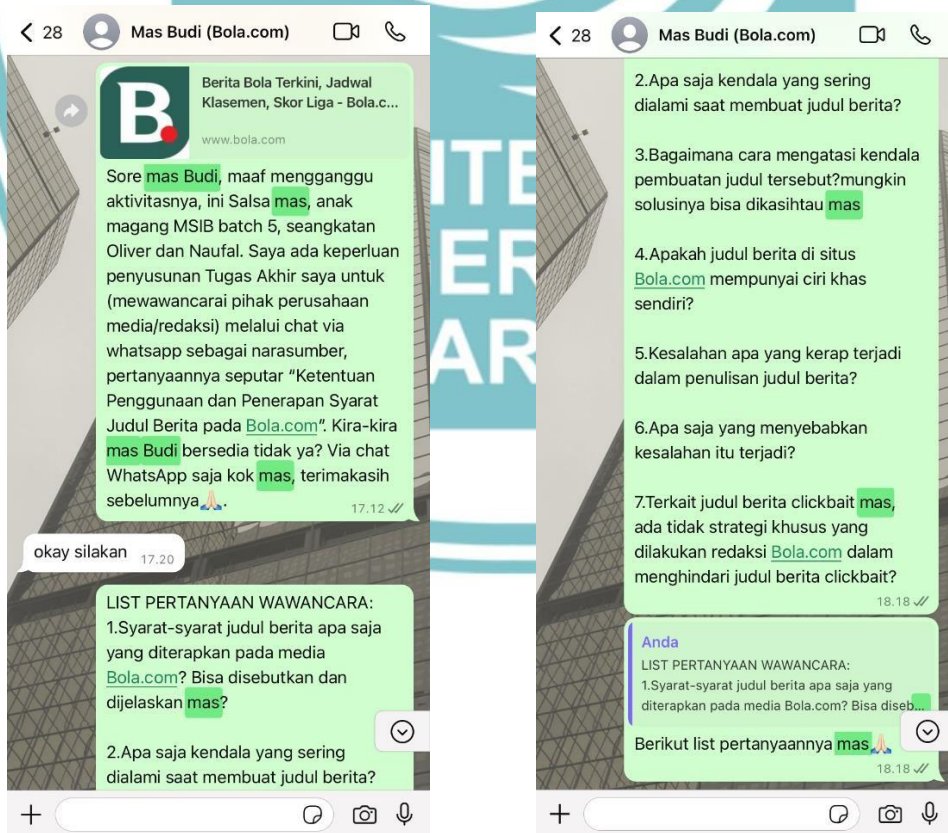 28
Mas Budi (Bola.com)
B
Berita Bola Terkini, Jadwal
Klasemen, Skor Liga - Bola.c...
www.bola.com
Sore mas Budi, maaf mengganggu
aktivitasnya, ini Salsa mas, anak
magang MSIB batch 5, seangkatan
Oliver dan Naufal. Saya ada keperluan
penyusunan Tugas Akhir saya untuk
(mewawancarai pihak perusahaan
media/redaksi) melalui chat via
whatsapp sebagai narasumber,
pertanyaannya seputar “Ketentuan
Penggunaan dan Penerapan Syarat
Judul Berita pada Bola.com”. Kira-kira
mas Budi bersedia tidak ya? Via chat
WhatsApp saja kok mas, terimakasih
sebelumnya🙏🏻.
17.12
okay silakan 17.20
LIST PERTANYAAN WAWANCARA:
1.Syarat-syarat judul berita apa saja
yang diterapkan pada media
Bola.com? Bisa disebutkan dan
dijelaskan mas?
2.Apa saja kendala yang sering
dialami saat membuat judul berita?
28
Mas Budi (Bola.com)
2.Apa saja kendala yang sering
dialami saat membuat judul berita?
3.Bagaimana cara mengatasi kendala
pembuatan judul tersebut?mungkin
solusinya bisa dikasihtau mas
4.Apakah judul berita di situs
Bola.com mempunyai ciri khas
sendiri?
5.Kesalahan apa yang kerap terjadi
dalam penulisan judul berita?
6.Apa saja yang menyebabkan
kesalahan itu terjadi?
7.Terkait judul berita clickbait mas,
ada tidak strategi khusus yang
dilakukan redaksi Bola.com dalam
menghindari judul berita clickbait?
18.18
Anda
LIST PERTANYAAN WAWANCARA:
1.Syarat-syarat judul berita apa saja yang
diterapkan pada media Bola.com? Bisa diseb...
Berikut list pertanyaannya mas🙏🏻
18.18
ITE
ER
AR